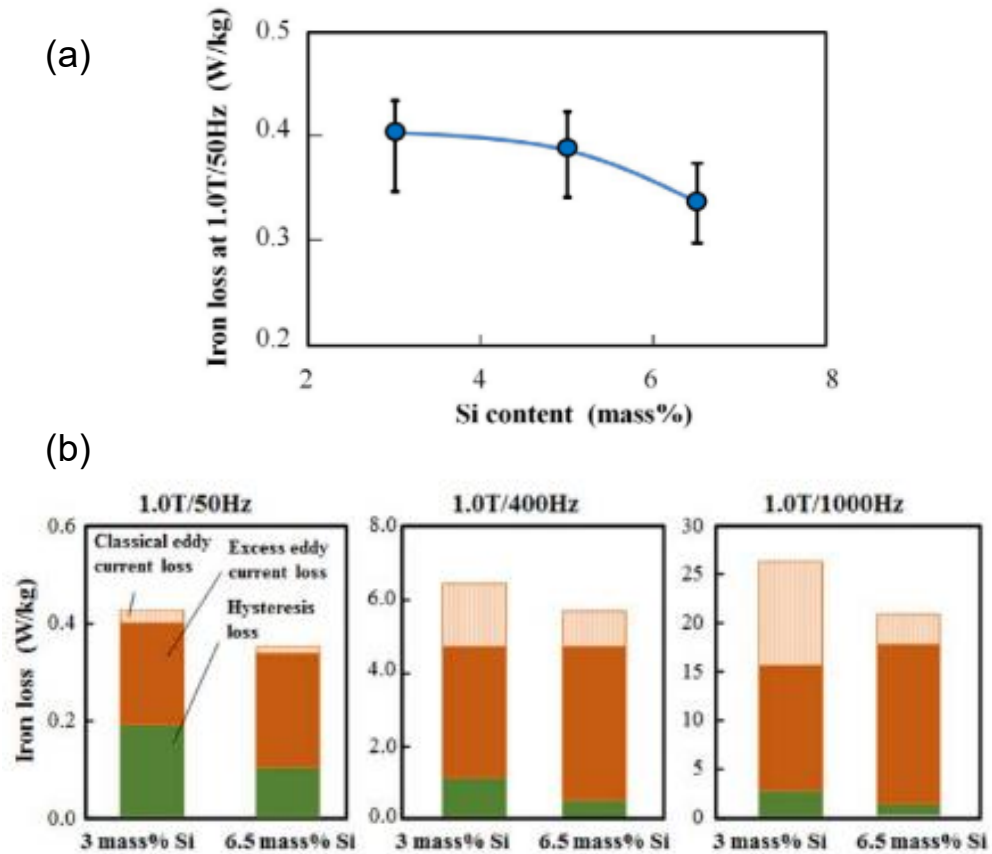 (a)
Iron loss at 1.0T/50Hz (W/kg)
0.5
0.4
0.3
0.2
2 4 6 8
Si content (mass%)
(b)
1.0T/50Hz 1.0T/400Hz 1.0T/1000Hz
Iron loss (W/kg)
0.6
0.4
0.2
0.0
Classical eddy
current loss
Excess eddy
current loss
Hysteresis
loss
3 mass% Si 6.5 mass% Si
8.0
6.0
4.0
2.0
0.0
3 mass% Si 6.5 mass% Si
30
25
20
15
10
5
0
3 mass% Si 6.5 mass% Si